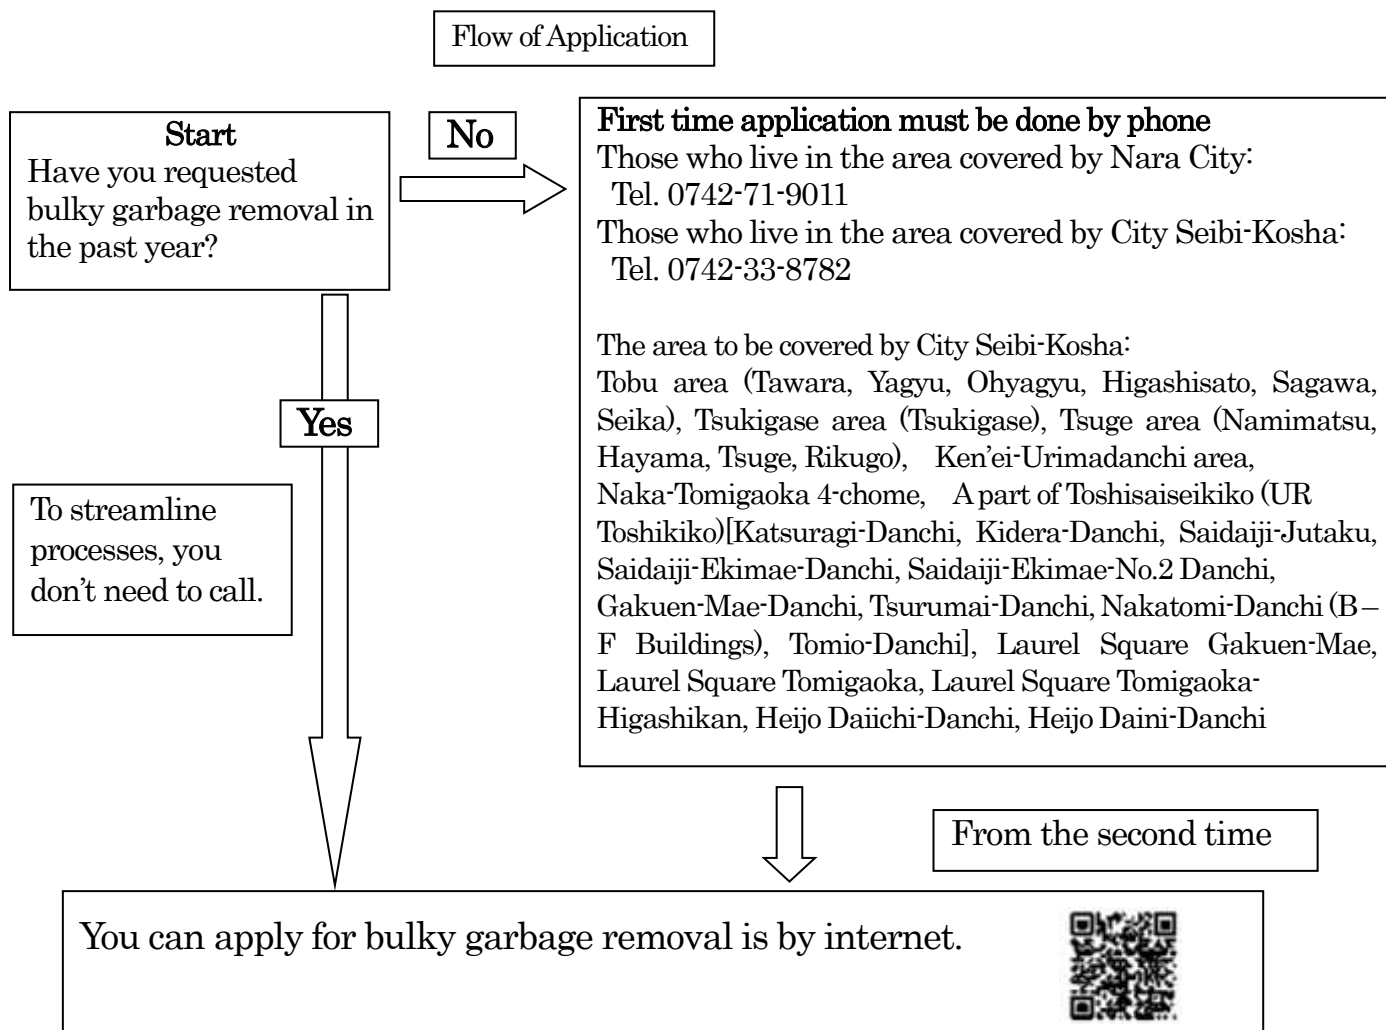 Flow of Application
Start
Have you requested
bulky garbage removal in
the past year?
No
First time application must be done by phone
Those who live in the area covered by Nara City:
Tel. 0742-71-9011
Those who live in the area covered by City Seibi-Kosha:
Tel. 0742-33-8782
The area to be covered by City Seibi-Kosha:
Tobu area (Tawara, Yagyu, Ohyagyu, Higashisato, Sagawa,
Seika), Tsukigase area (Tsukigase), Tsuge area (Namimatsu,
Hayama, Tsuge, Rikugo), Ken'ei-Urimadanchi area,
Naka-Tomigaoka 4-chome, A part of Toshisaiseikiko (UR
Toshikiko)[Katsuragi-Danchi, Kidera-Danchi, Saidaiji-Jutaku,
Saidaiji-Ekimae-Danchi, Saidaiji-Ekimae-No.2 Danchi,
Gakuen-Mae-Danchi, Tsurumai-Danchi, Nakatomi-Danchi (B–
F Buildings), Tomio-Danchi], Laurel Square Gakuen-Mae,
Laurel Square Tomigaoka, Laurel Square Tomigaoka-
Higashikan, Heijo Daiichi-Danchi, Heijo Daini-Danchi
Yes
To streamline
processes, you
don't need to call.
From the second time
You can apply for bulky garbage removal is by internet.